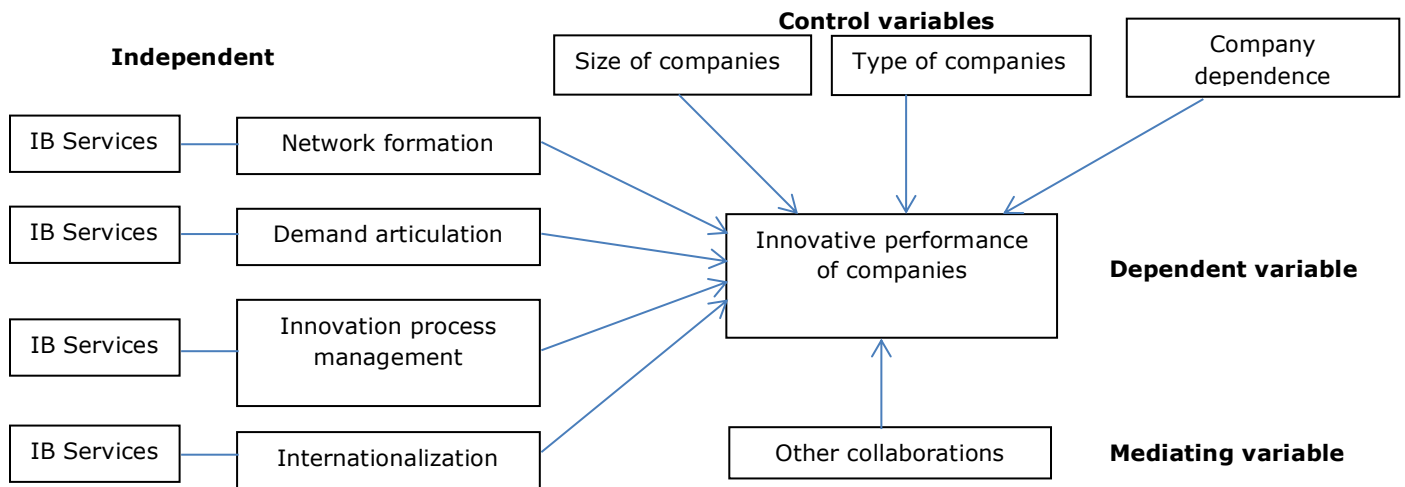 Control variables
Independent
Size of companies
Type of companies
Company
dependence
IB Services
Network formation
IB Services
Demand articulation
Innovative performance
of companies
Dependent variable
IB Services
Innovation process
management
IB Services
Internationalization
Other collaborations
Mediating variable